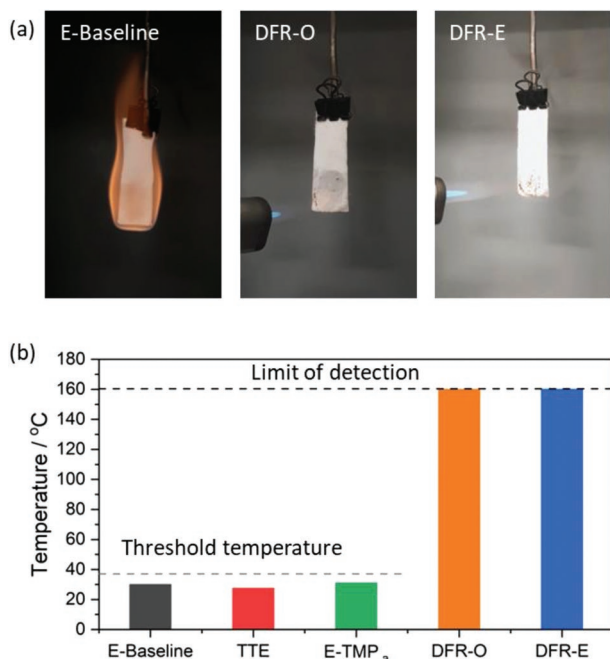 (a)
E-Baseline
DFR-O
DFR-E
(b)
Temperature / °C
180
160
140
120
100
80
60
40
20
0
Limit of detection
Threshold temperature
E-Baseline TTE E-TMPa DFR-O DFR-E